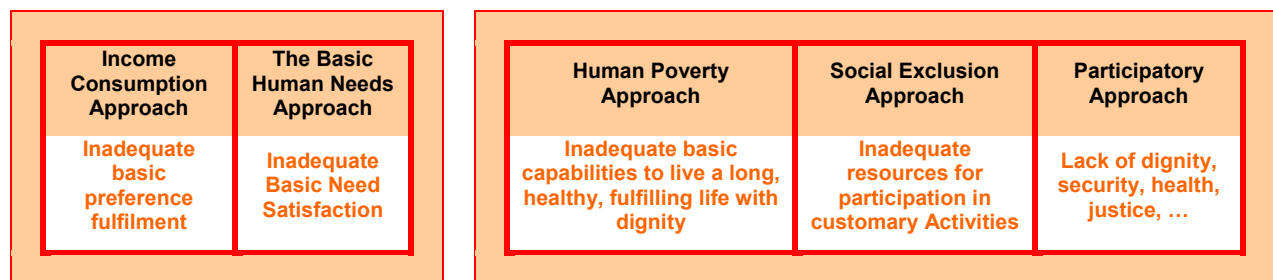 Income
Consumption
Approach
The Basic
Human Needs
Approach
Inadequate
basic
preference
fulfilment
Inadequate
Basic Need
Satisfaction
Human Poverty
Approach
Social Exclusion
Approach
Participatory
Approach
Inadequate basic
capabilities to live a long,
healthy, fulfilling life with
dignity
Inadequate
resources for
participation in
customary Activities
Lack of dignity,
security, health,
justice, …